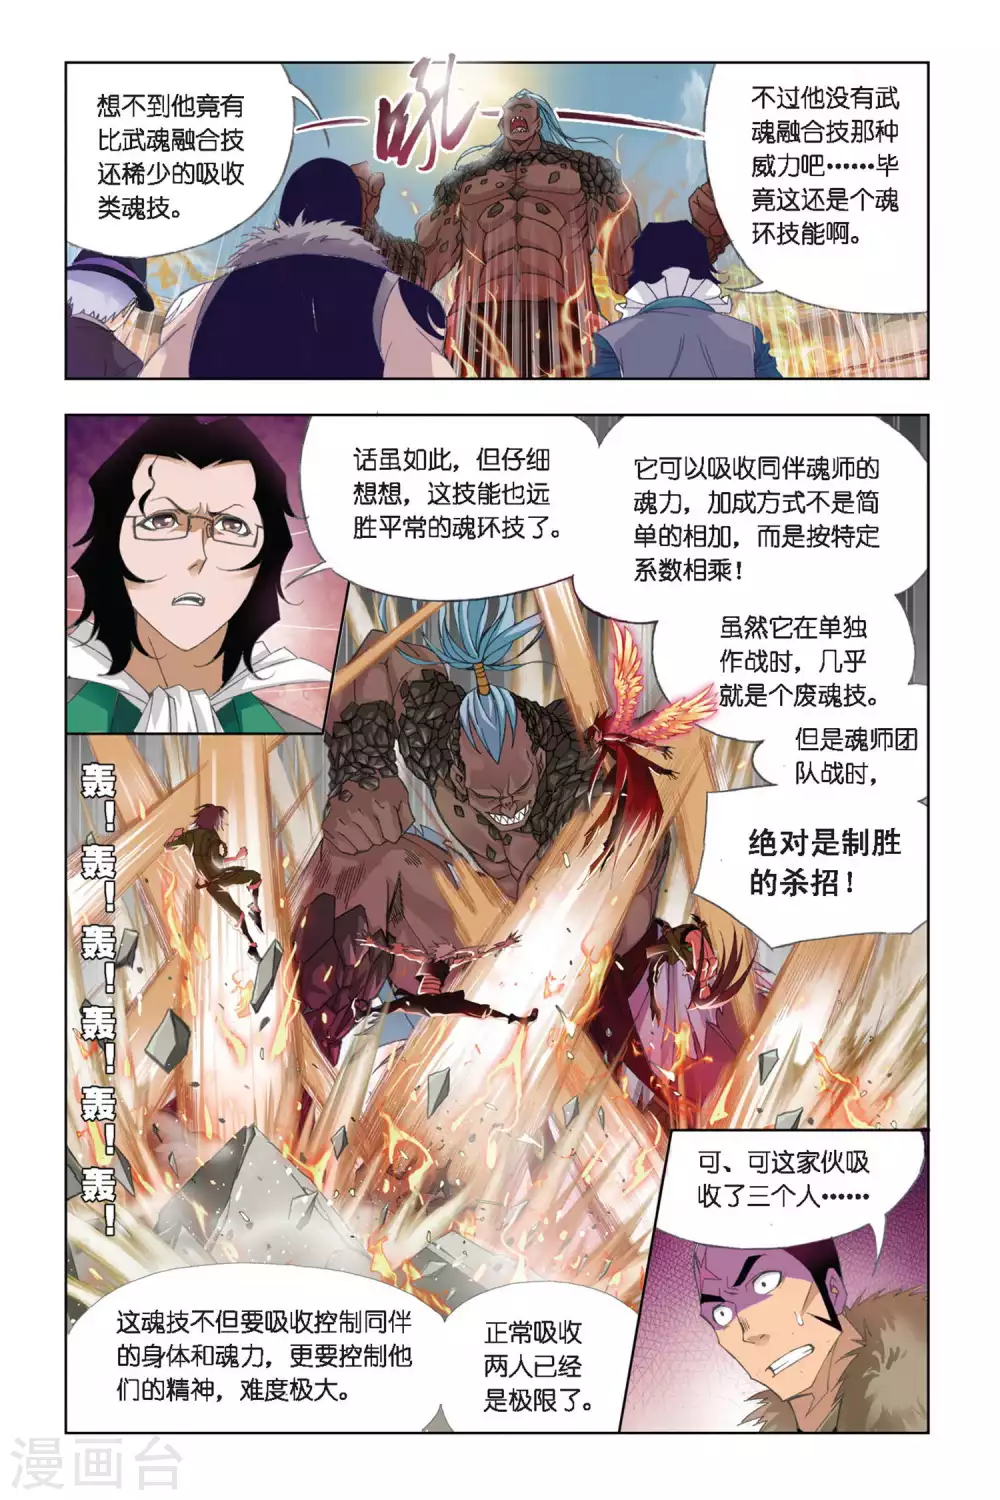 想不到他竟有
比武魂融合技
还稀少的吸收
类魂技。
吼
不过他没有武
魂融合技那种
威力吧……毕
竟这还是个魂
环技能啊。
话虽如此，但仔细
想想，这技能也远
胜平常的魂环技了。
它可以吸收同伴魂师的
魂力，加成方式不是简
单的相加，而是按特定
系数相乘！
虽然它在单独
作战时，几乎
就是个废魂技。
但是魂师团
队战时，
绝对是制胜
的杀招！
轰！轰！轰！轰！轰！轰！
可、可这家伙吸
收了三个人……
这魂技不但要吸收控制同伴
的身体和魂力，更要控制他
们的精神，难度极大。
正常吸收
两人已经
是极限了。
漫画台